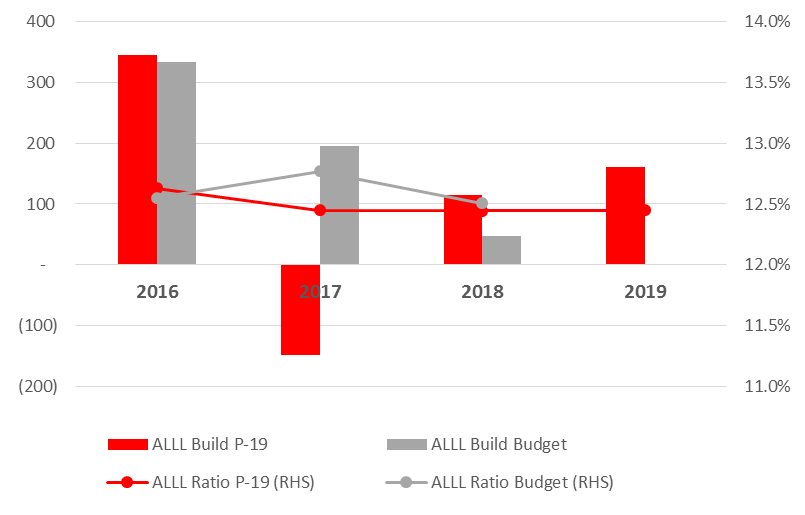 400 14.0%
300 13.5%
200 13.0%
100 12.5%
- 12.0%
2016 2017 2018 2019
(100) 11.5%
(200) 11.0%
ALLL Build P-19 ALLL Build Budget
ALLL Ratio P-19 (RHS) ALLL Ratio Budget (RHS)